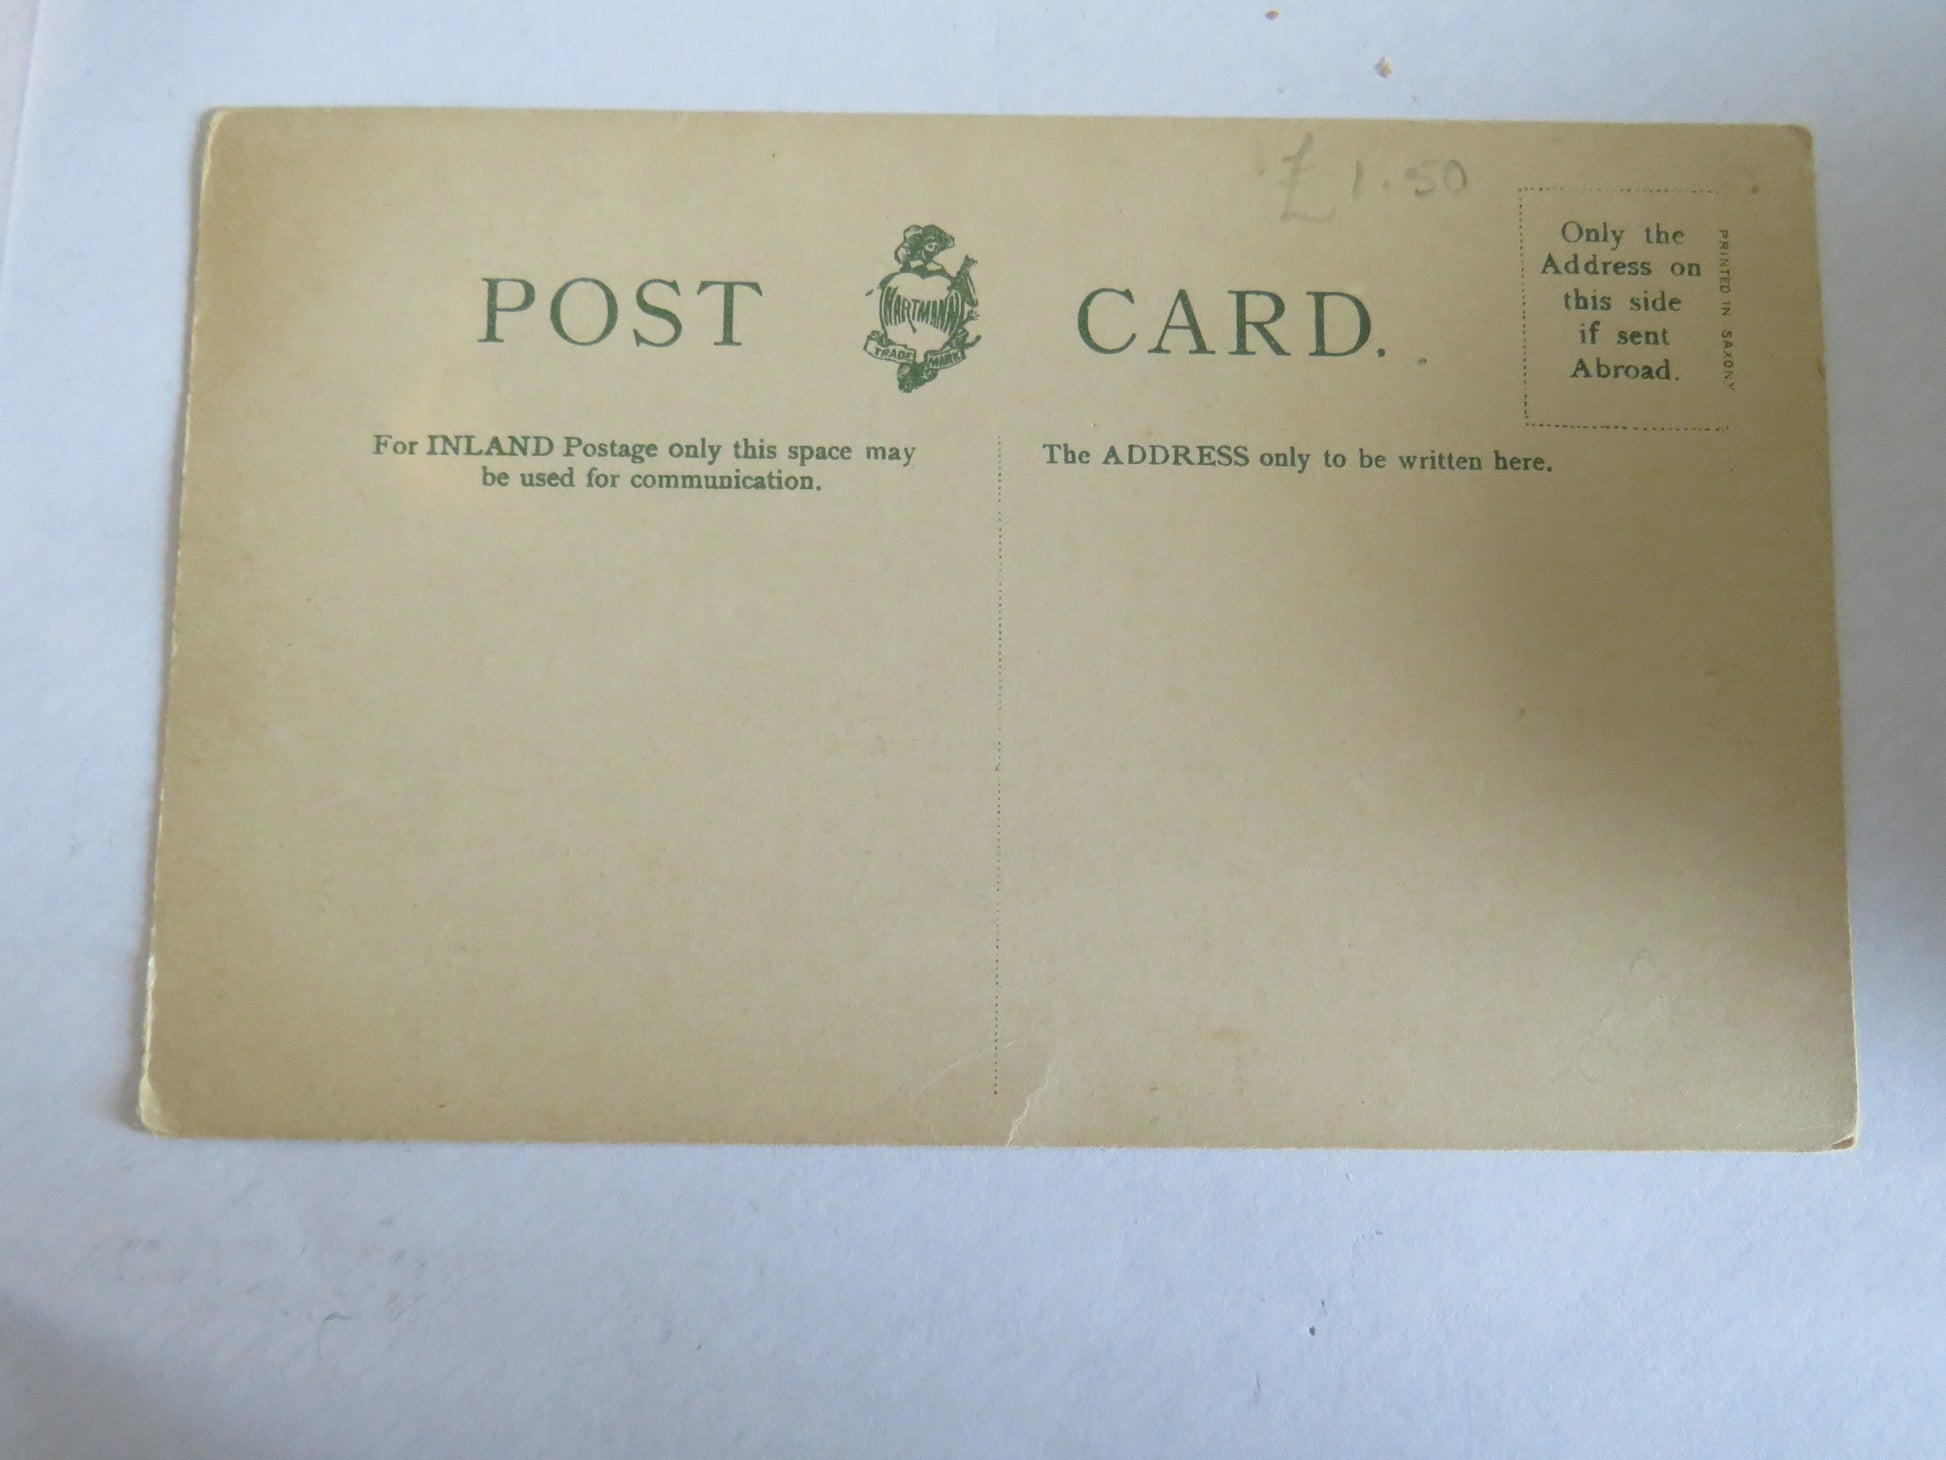 £1.50
POST CARD.
HARTMANN
TRADE MARK
Only the
Address on
this side
if sent
Abroad.
PRINTED IN SAXONY
For INLAND Postage only this space may
be used for communication.
The ADDRESS only to be written here.